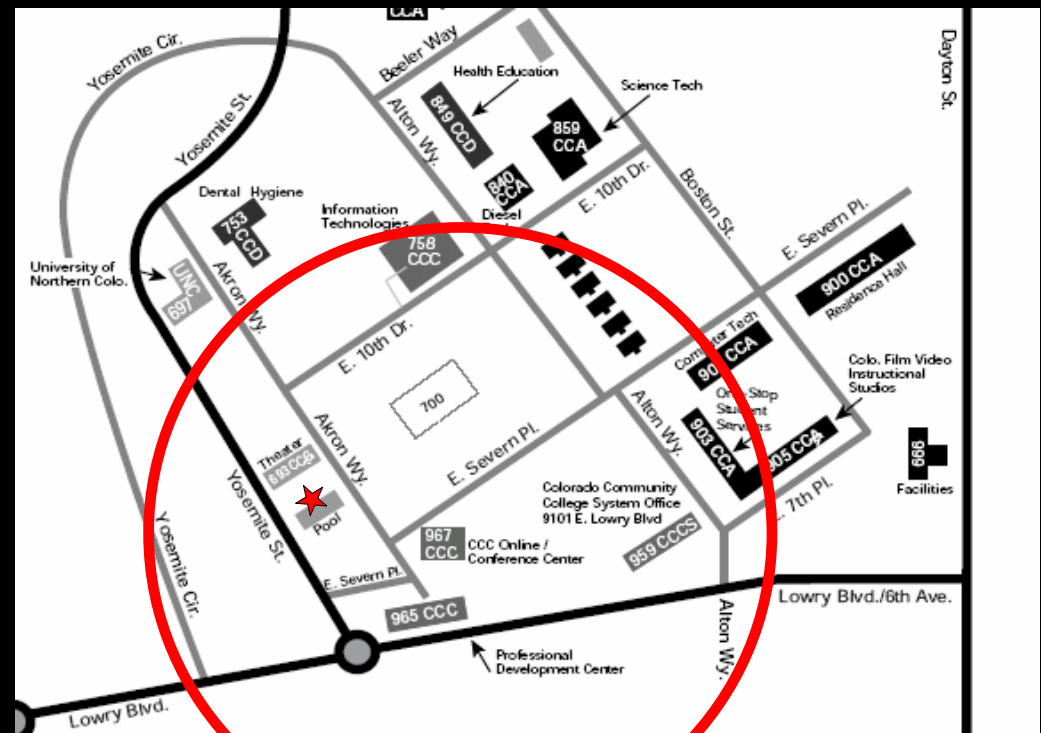 CCA
Yosemite Cir.
Beeler Way
Dayton St.
Health Education
Science Tech
849 CCD
859
CCA
Alton Wy.
Yosemite St.
840
CCA
E. 10th Dr.
Boston St.
Dental Hygiene
753
CCD
Information
Technologies
Diesel
758
CCC
E. Severn Pl.
University of
Northern Colo.
UNC
697
Akron Wy.
900 CCA
Residence Hall
E. 10th Dr.
Computer Tech
CCA
Colo. Film Video
Instructional
Studios
700
Alton Wy.
One-Stop
Student
Services
903 CCA
905 CCA
Akron Wy.
Theater
693 CCC
E. Severn Pl.
999
Facilities
Yosemite St.
Pool
Colorado Community
College System Office
9101 E. Lowry Blvd
E. 7th Pl.
959 CCCS
967
CCC
CCC Online /
Conference Center
Yosemite Cir.
E. Severn Pl.
965 CCC
Lowry Blvd./6th Ave.
Alton Wy.
Professional
Development Center
Lowry Blvd.